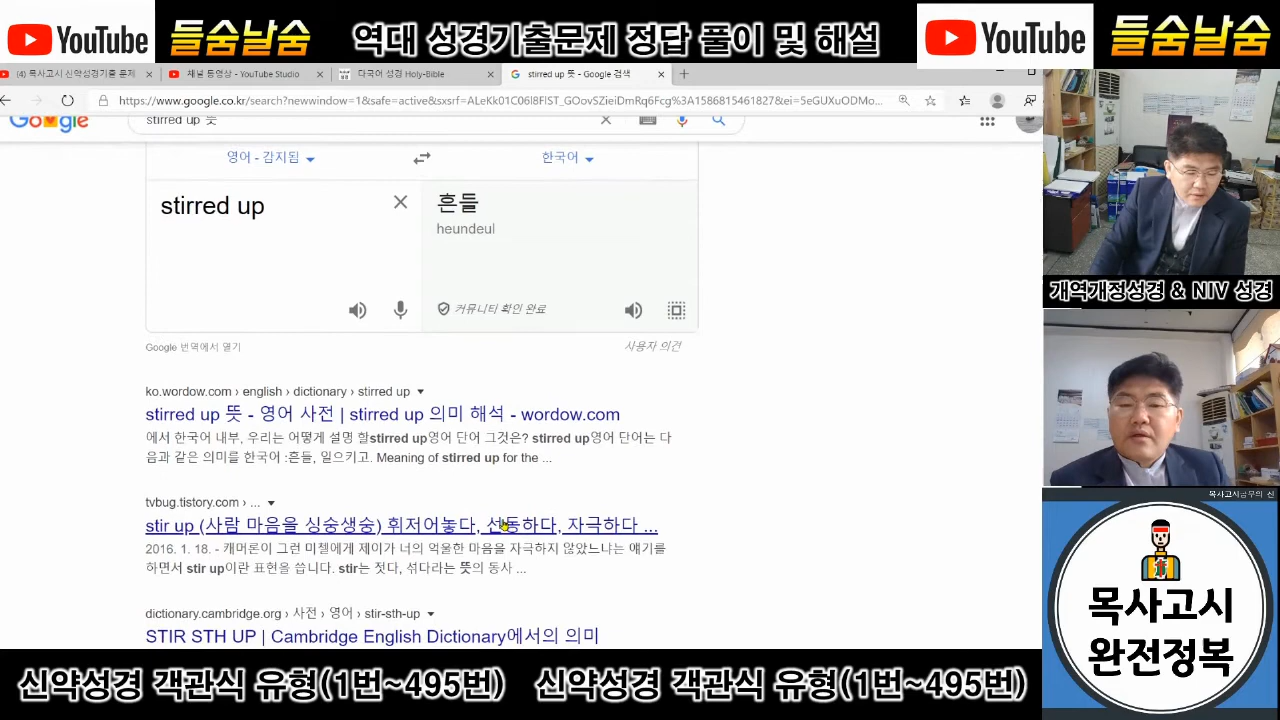 YouTube 들숨날숨 역대 성경기출문제 정답 풀이 및 해설 YouTube 들숨날숨
(4) 목사고시 신약성경기출 문제 × 채널 동영상 - YouTube Studio × 다국어 성경 Holy-Bible × stirred up 뜻 - Google 검색 × +
Google stirred up 뜻
영어 - 감지됨 한국어
stirred up 흔들
heundeul
커뮤니티 확인 완료
Google 번역에서 열기 사용자 의견
ko.wordow.com › english › dictionary › stirred up
stirred up 뜻 - 영어 사전 | stirred up 의미 해석 - wordow.com
에서 한국어 내부, 우리는 어떻게 설명 합stirred up영어 단어 그것은? stirred up영어 단어는 다
음과 같은 의미를 한국어 :흔들, 일으키고. Meaning of stirred up for the ...
tvbug.tistory.com › ...
stir up (사람 마음을 싱숭생숭) 휘저어놓다, 선동하다, 자극하다 ...
2016. 1. 18. - 캐머론이 그런 미젤에게 제이가 너의 억울한 마음을 자극하지 않았느냐는 얘기를
하면서 stir up이란 표현을 씁니다. stir는 젓다, 섞다라는 뜻의 동사 ...
dictionary.cambridge.org › 사전 › 영어 › stir-sth-up
STIR STH UP | Cambridge English Dictionary에서의 의미
개역개정성경 & NIV 성경
목사고시공부의 신
목사고시
완전정복
신약성경 객관식 유형(1번~495번) 신약성경 객관식 유형(1번~495번)